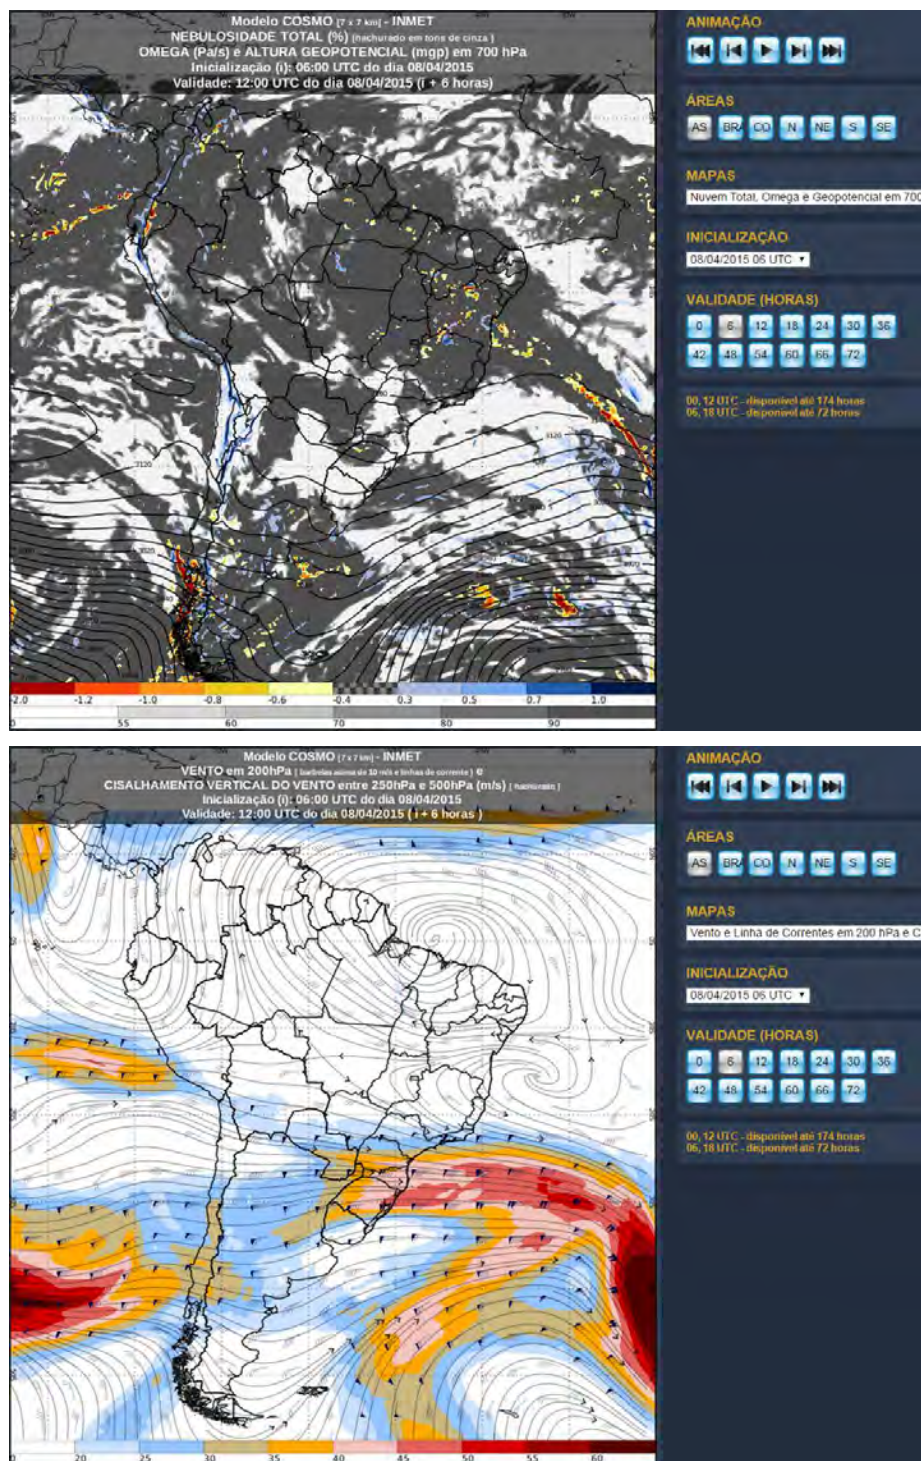 Modelo COSMO [7 x 7 km] - INMET
NEBULOSIDADE TOTAL (%) (hachurado em tons de cinza )
OMEGA (Pa/s) e ALTURA GEOPOTENCIAL (mgp) em 700 hPa
Inicialização (i): 06:00 UTC do dia 08/04/2015
Validade: 12:00 UTC do dia 08/04/2015 (i + 6 horas)
3120
3120
-2.0 -1.2 -1.0 -0.8 -0.6 -0.4 0.3 0.5 0.7 1.0
0 55 60 70 80 90
ANIMAÇÃO
ÁREAS
AS BRA CO N NE S SE
MAPAS
Nuvem Total, Omega e Geopotencial em 700
INICIALIZAÇÃO
08/04/2015 06 UTC
VALIDADE (HORAS)
0 6 12 18 24 30 36
42 48 54 60 66 72
00, 12 UTC - disponível até 174 horas
06, 18 UTC - disponível até 72 horas
Modelo COSMO [7 x 7 km] - INMET
VENTO em 200hPa ( barbelas acima de 10 m/s e linhas de corrente ) e
CISALHAMENTO VERTICAL DO VENTO entre 250hPa e 500hPa (m/s) ( hachurado )
Inicialização (i): 06:00 UTC do dia 08/04/2015
Validade: 12:00 UTC do dia 08/04/2015 ( i + 6 horas )
0 20 25 30 35 40 45 50 55 60
ANIMAÇÃO
ÁREAS
AS BRA CO N NE S SE
MAPAS
Vento e Linha de Correntes em 200 hPa e C
INICIALIZAÇÃO
08/04/2015 06 UTC
VALIDADE (HORAS)
0 6 12 18 24 30 36
42 48 54 60 66 72
00, 12 UTC - disponível até 174 horas
06, 18 UTC - disponível até 72 horas